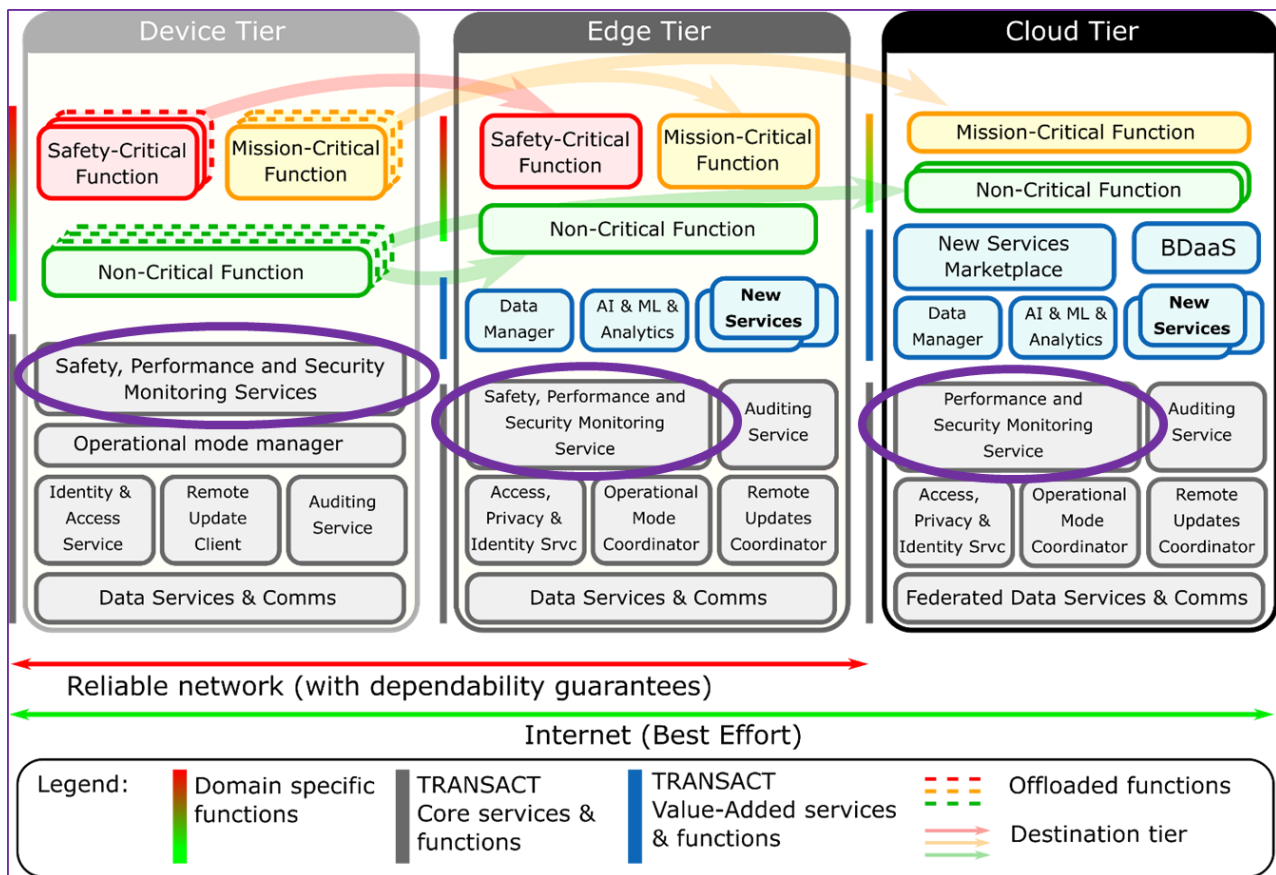 Device Tier
Edge Tier
Cloud Tier
Safety-Critical
Function
Mission-Critical
Function
Non-Critical Function
Safety, Performance and Security
Monitoring Services
Operational mode manager
Identity &
Access
Service
Remote
Update
Client
Auditing
Service
Data Services & Comms
Safety-Critical
Function
Mission-Critical
Function
Non-Critical Function
Data
Manager
AI & ML &
Analytics
New
Services
Safety, Performance and
Security Monitoring
Service
Auditing
Service
Access,
Privacy &
Identity Srvc
Operational
Mode
Coordinator
Remote
Updates
Coordinator
Data Services & Comms
Mission-Critical Function
Non-Critical Function
New Services
Marketplace
BDaaS
Data
Manager
AI & ML &
Analytics
New
Services
Performance and
Security Monitoring
Service
Auditing
Service
Access,
Privacy &
Identity Srvc
Operational
Mode
Coordinator
Remote
Updates
Coordinator
Federated Data Services & Comms
Reliable network (with dependability guarantees)
Internet (Best Effort)
Legend:
Domain specific
functions
TRANSACT
Core services &
functions
TRANSACT
Value-Added services
& functions
Offloaded functions
Destination tier